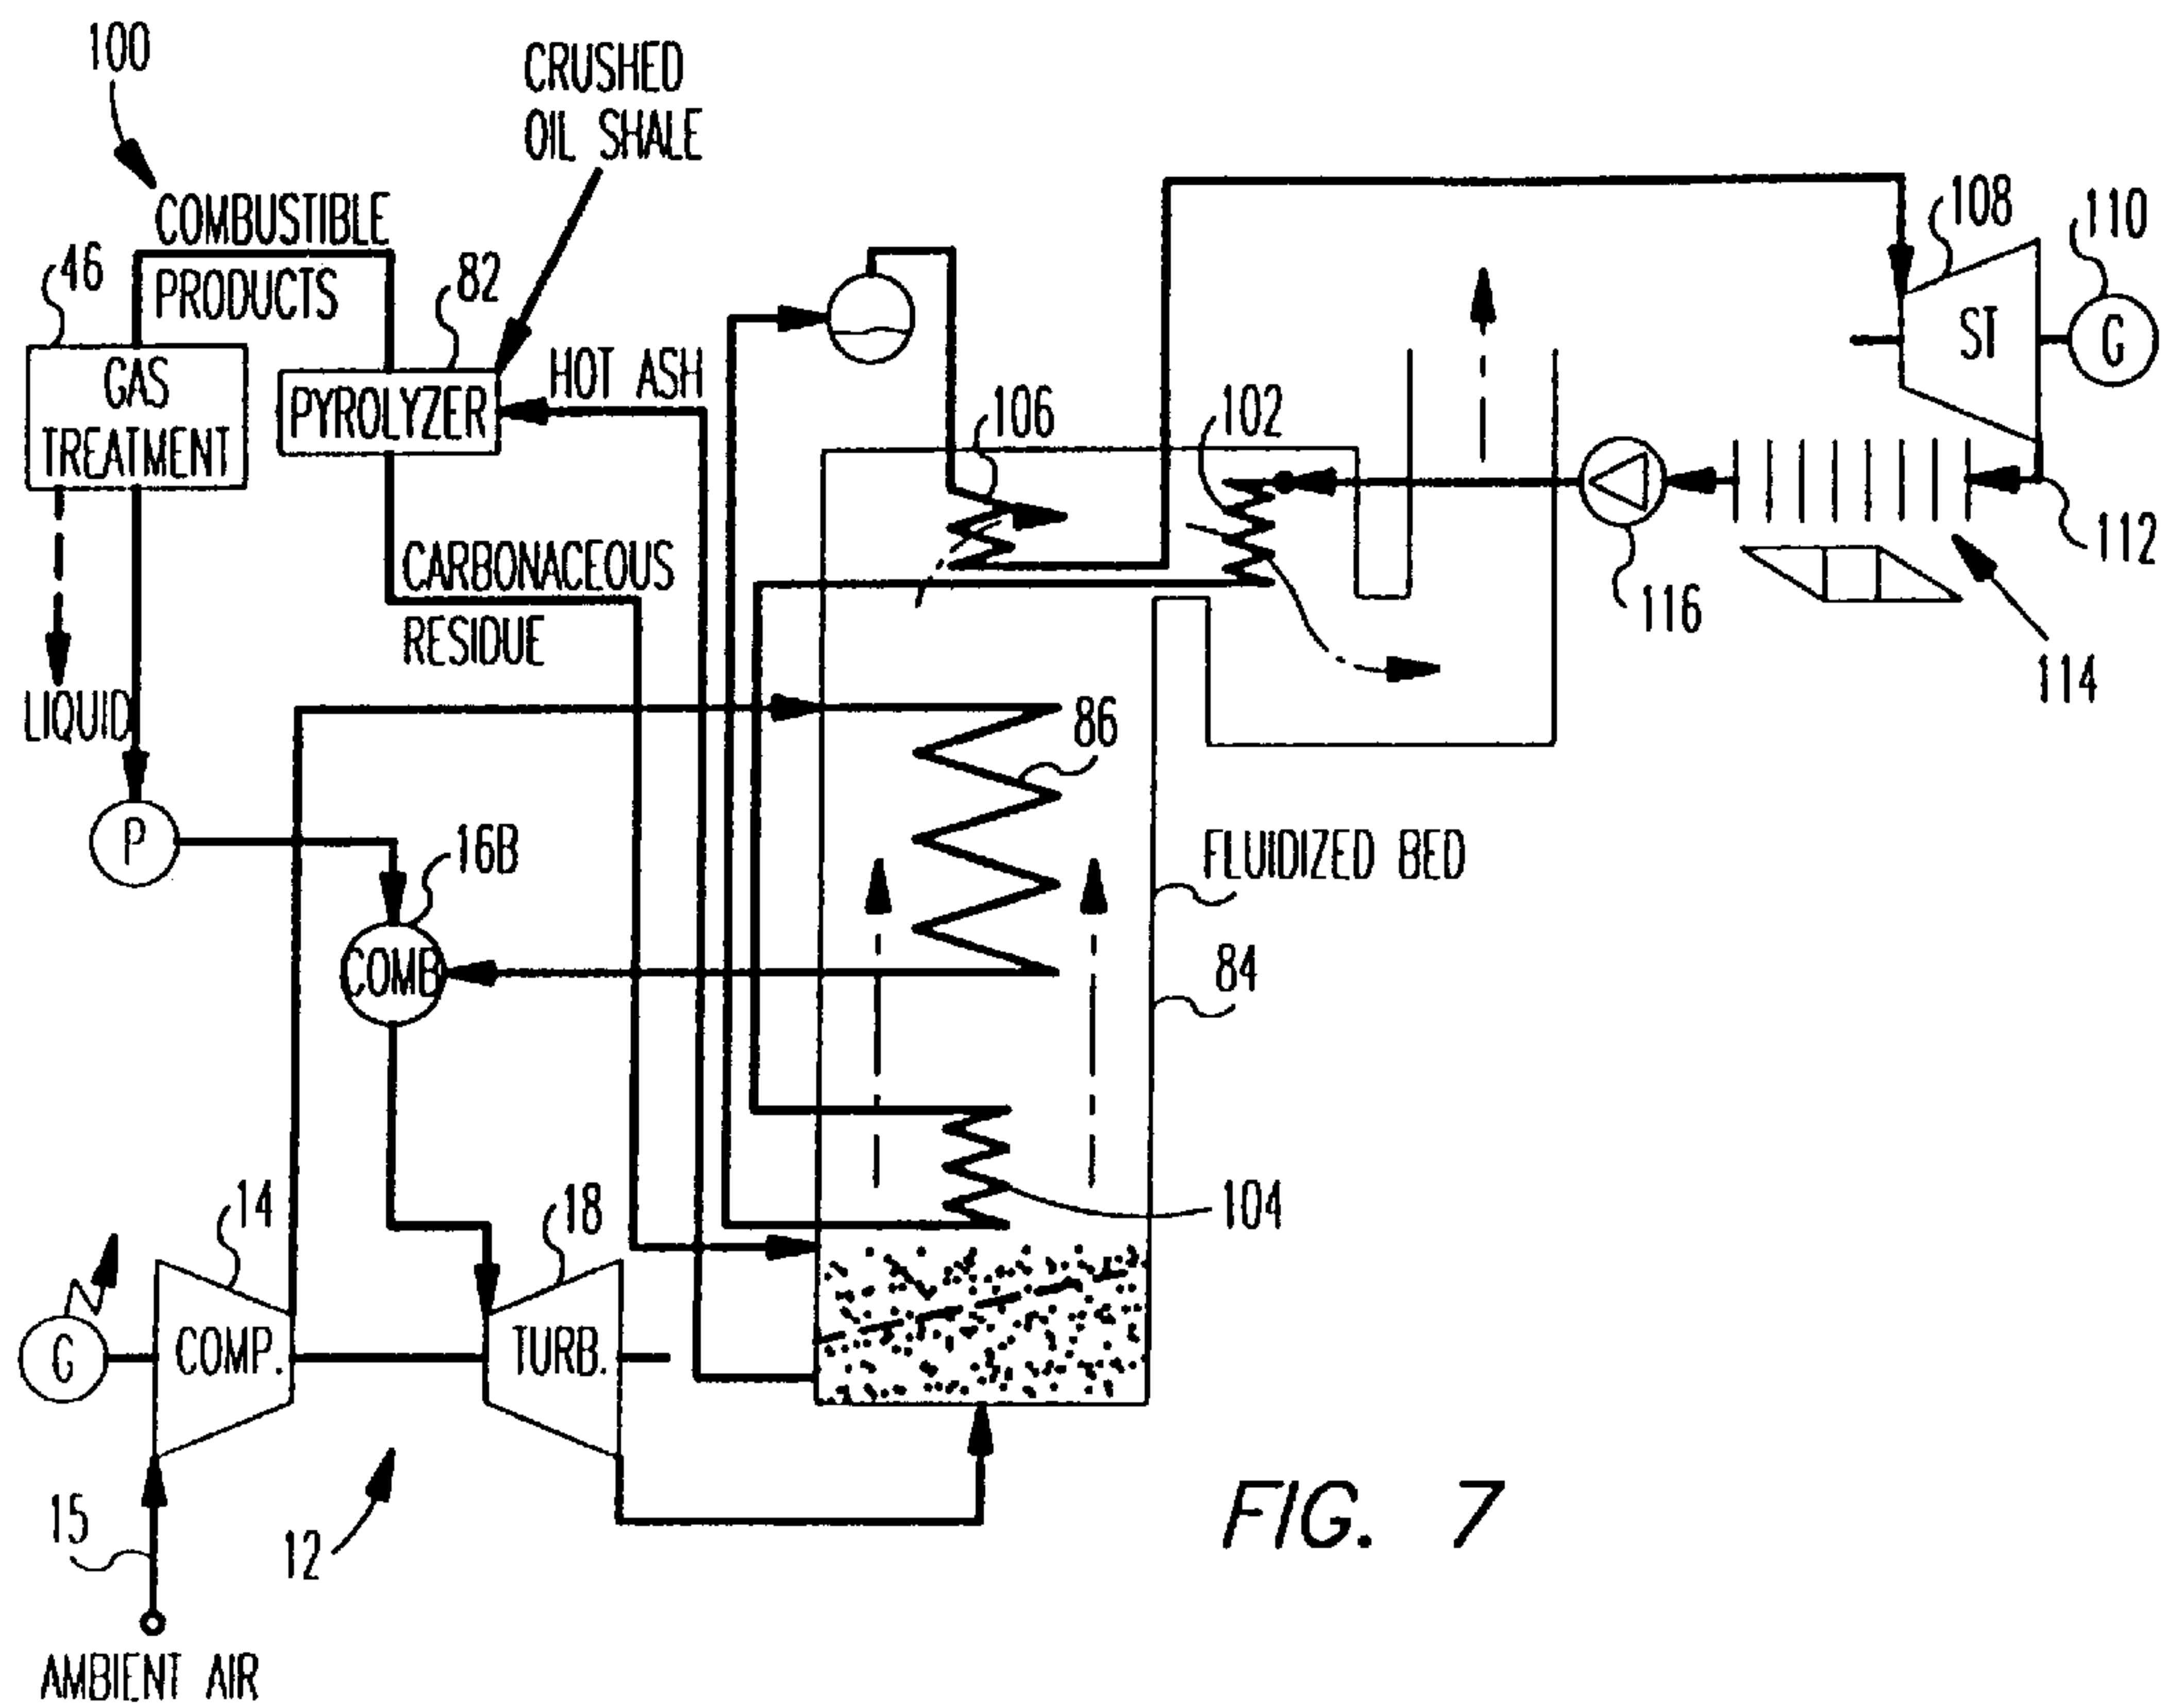 100
CRUSHED
OIL SHALE
COMBUSTIBLE
PRODUCTS
46
82
108
110
GAS
TREATMENT
PYROLYZER
HOT ASH
ST
G
106
102
CARBONACEOUS
RESIDUE
112
116
114
LIQUID
86
P
16B
FLUIDIZED BED
COMB
84
14
18
104
G
COMP.
TURB.
15
12
FIG. 7
AMBIENT AIR